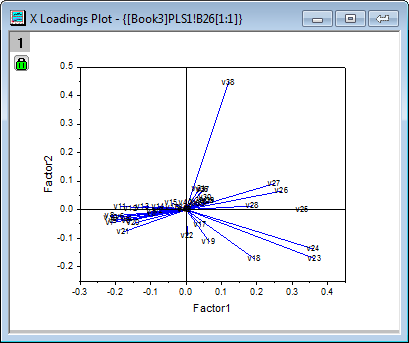 X Loadings Plot - {[Book3]PLS1!B26[1:1]}
1
0.5
v38
0.4
0.3
0.2
Factor2
0.1
v27
v26
v28
v25
0.0
v11
v13
v15
v17
v22
v19
v21
-0.1
v24
v18
v23
-0.2
-0.3 -0.2 -0.1 0.0 0.1 0.2 0.3 0.4
Factor1